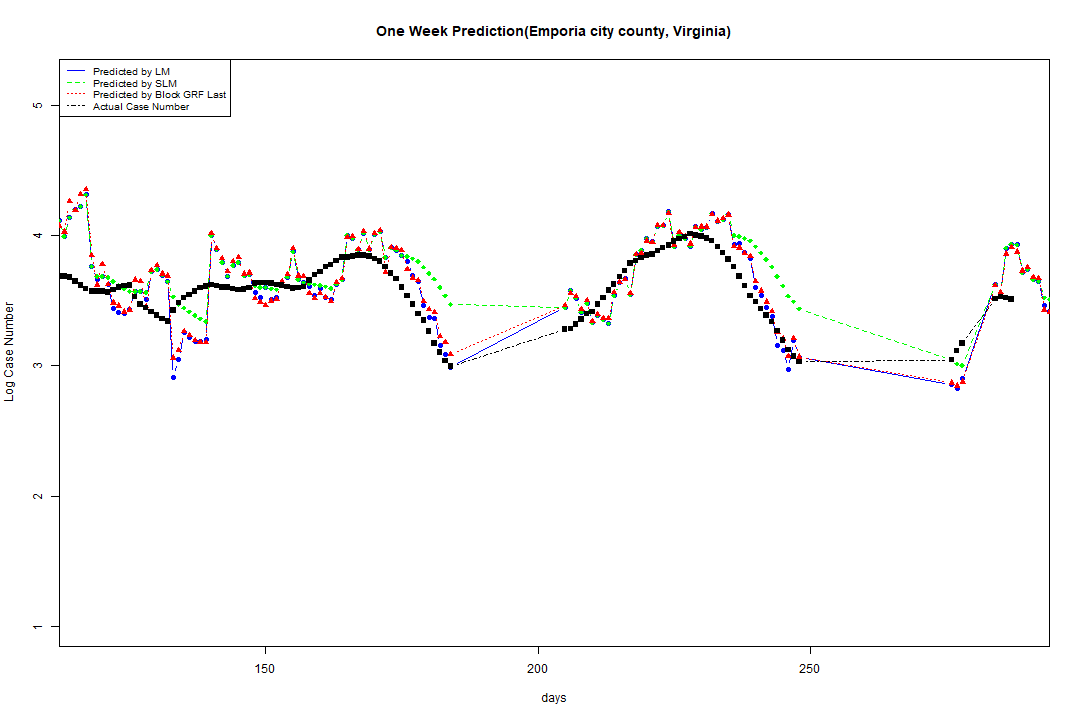 One Week Prediction(Emporia city county, Virginia)
Predicted by LM
Predicted by SLM
Predicted by Block GRF Last
Actual Case Number
5
4
3
2
1
Log Case Number
150
200
250
days